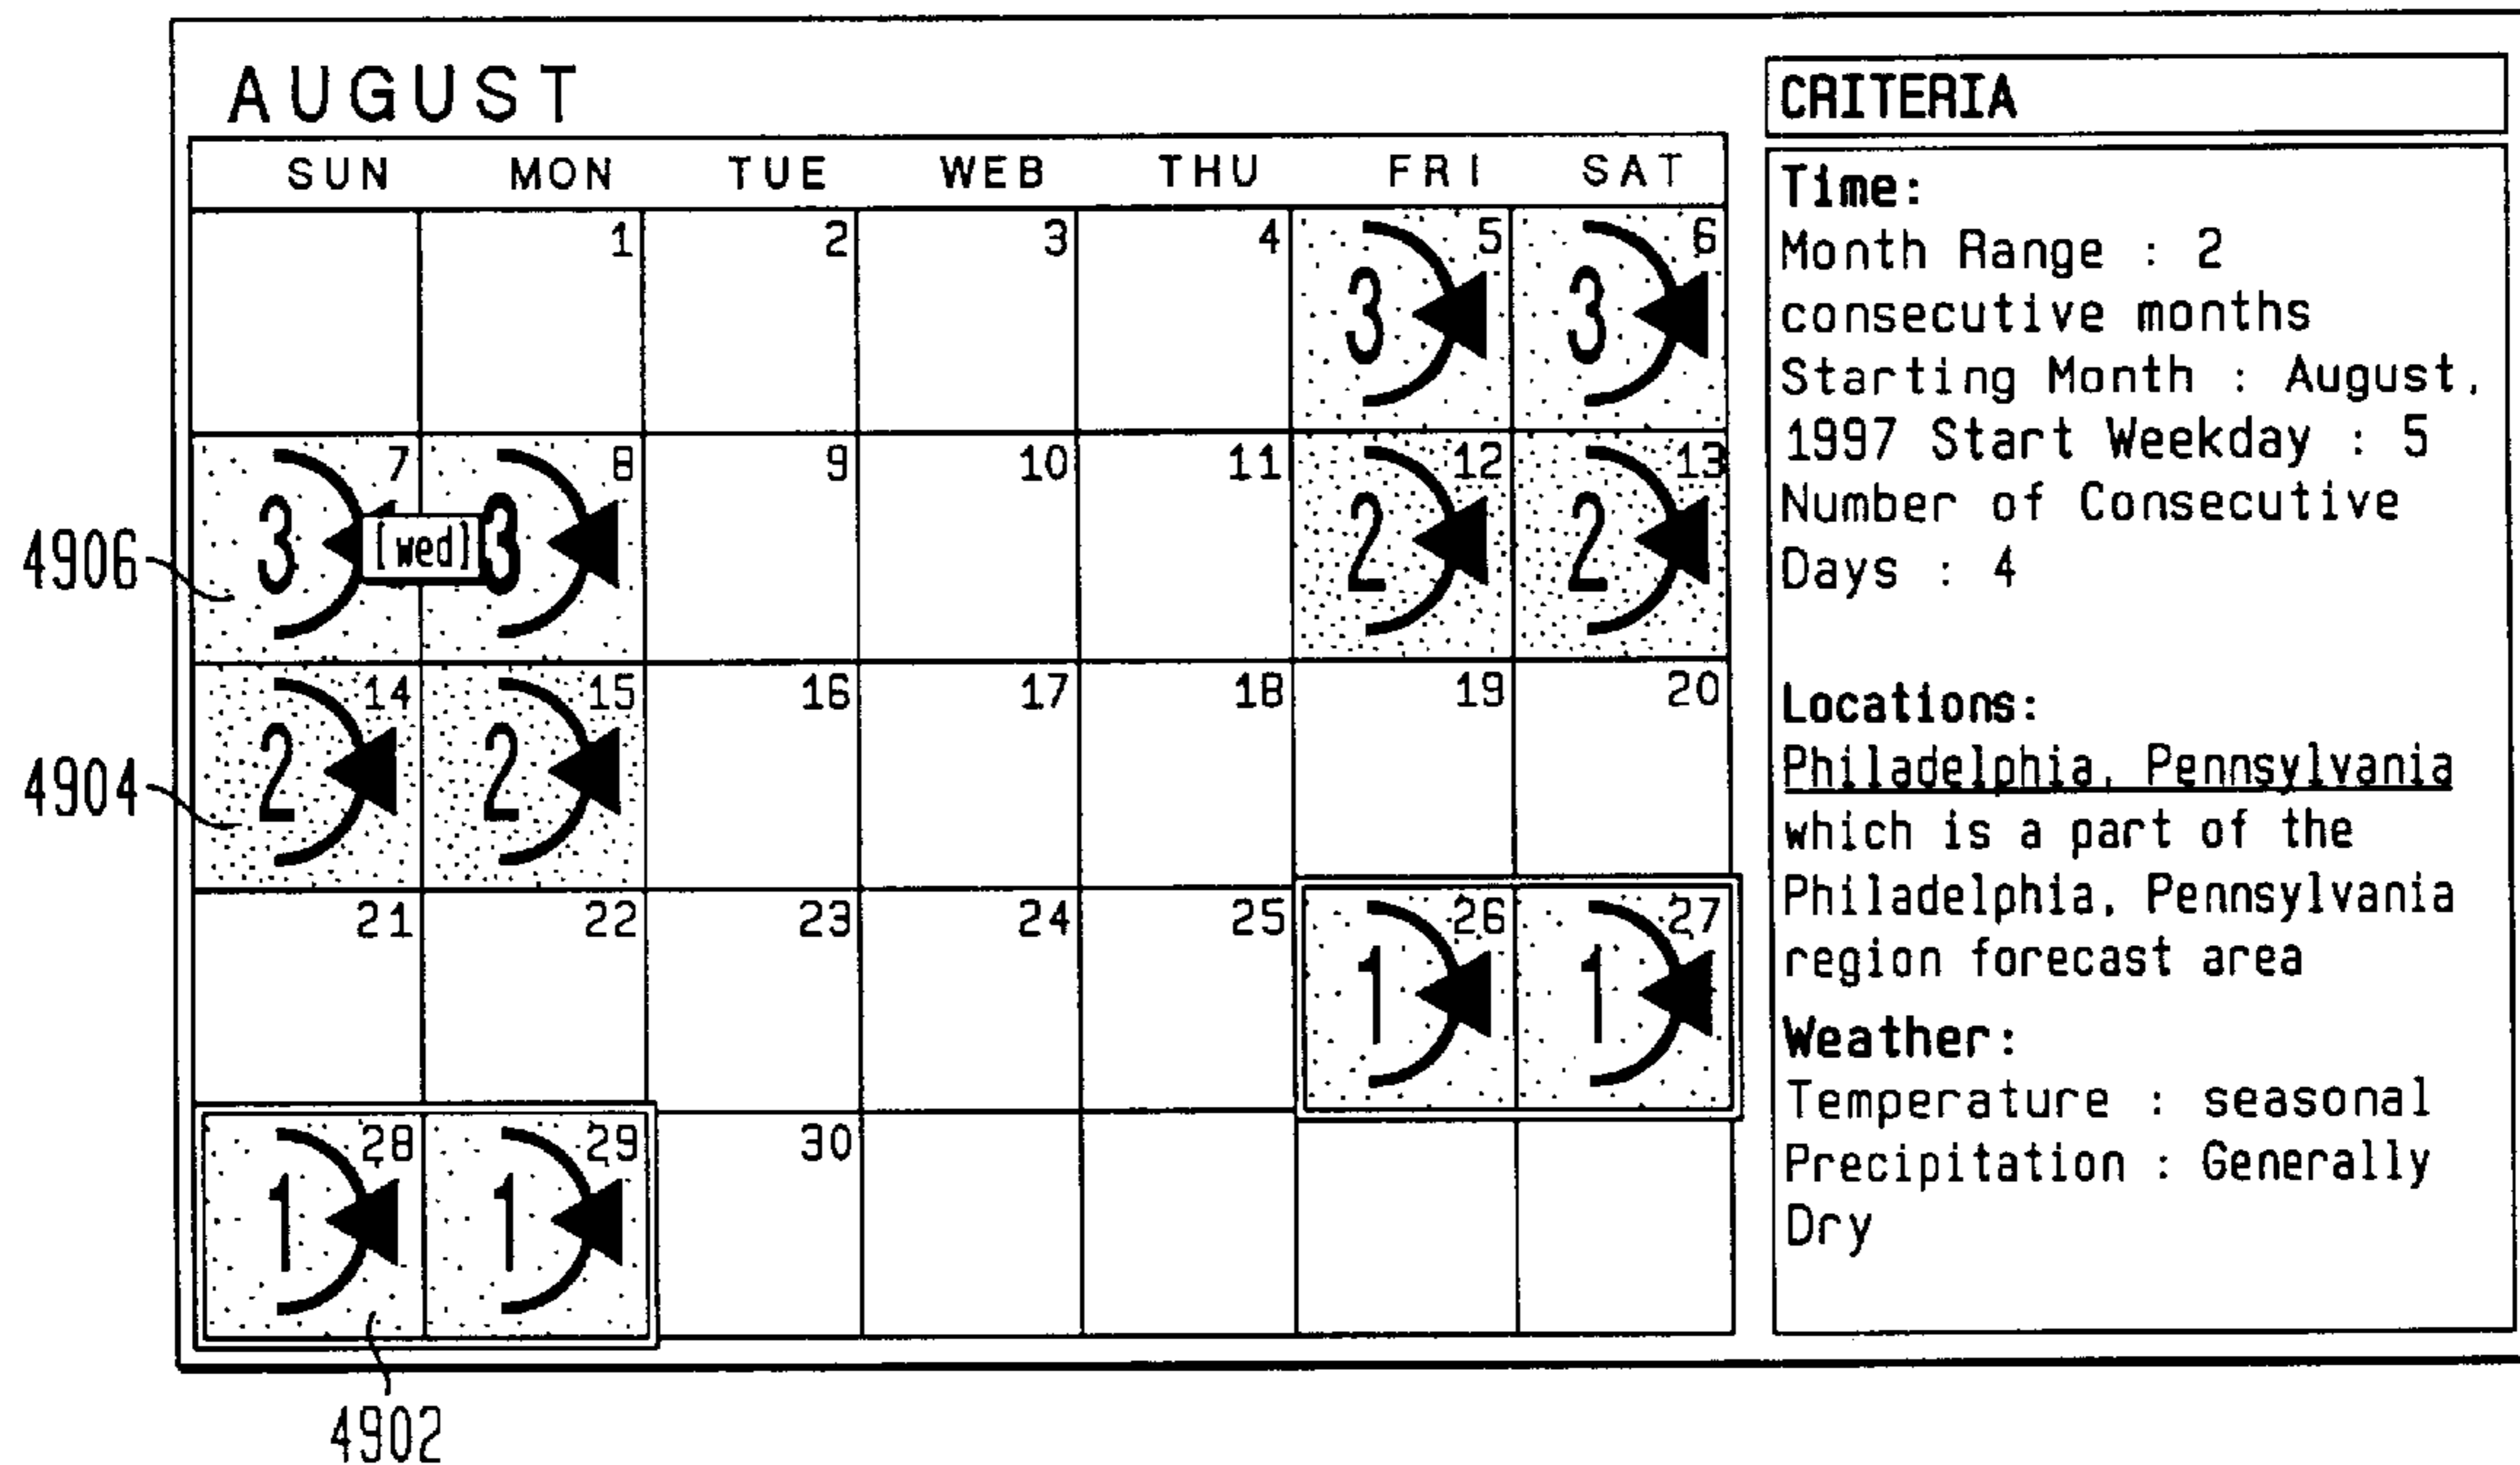 AUGUST
SUN MON TUE WEB THU FRI SAT
1 2 3 4 5 6
3 3
7 8 9 10 11 12 13
3 [wed] 3 2 2
4906
14 15 16 17 18 19 20
2 2
4904
21 22 23 24 25 26 27
1 1
28 29 30
1 1
4902
CRITERIA
Time:
Month Range : 2
consecutive months
Starting Month : August,
1997 Start Weekday : 5
Number of Consecutive
Days : 4
Locations:
Philadelphia, Pennsylvania
which is a part of the
Philadelphia, Pennsylvania
region forecast area
Weather:
Temperature : seasonal
Precipitation : Generally
Dry